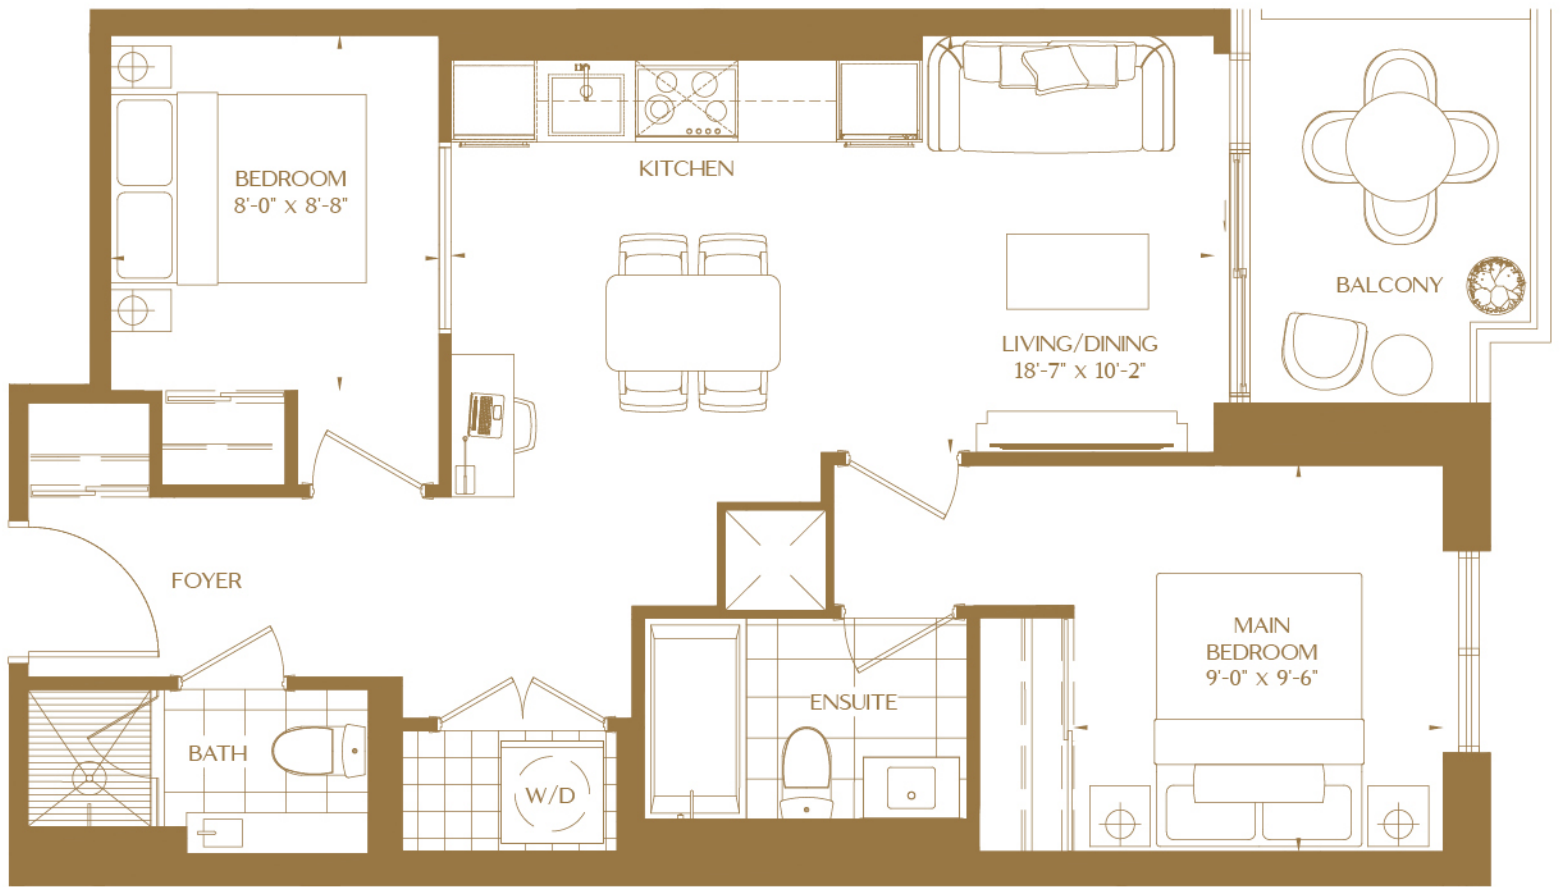 BEDROOM
8'-0" X 8'-8"
KITCHEN
LIVING/DINING
18'-7" X 10'-2"
BALCONY
FOYER
MAIN
BEDROOM
9'-0" X 9'-6"
ENSUITE
BATH
W/D